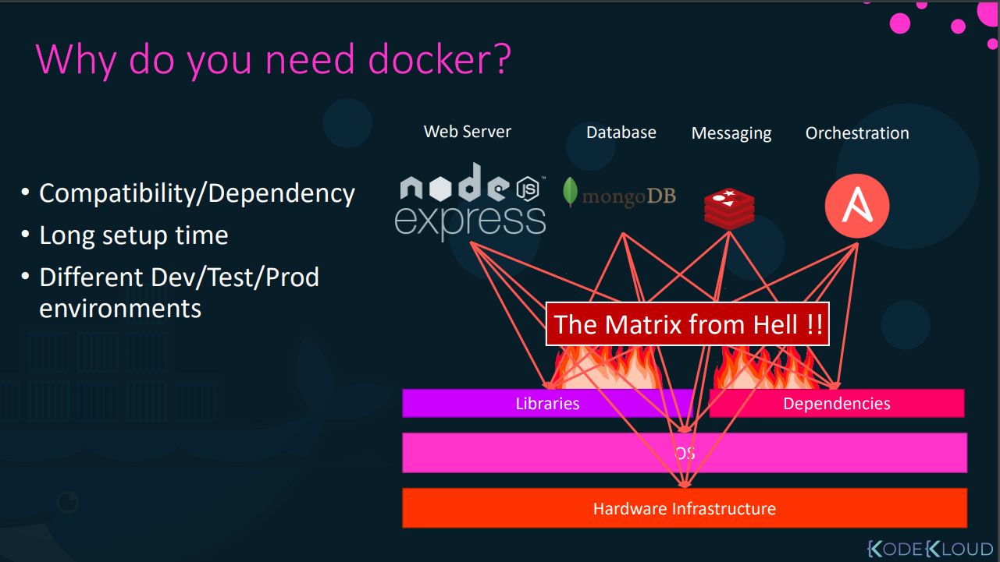 Why do you need docker?
Web Server
Database
Messaging
Orchestration
node JS ™
express
mongoDB
• Compatibility/Dependency
• Long setup time
• Different Dev/Test/Prod
environments
The Matrix from Hell !!
Libraries
Dependencies
OS
Hardware Infrastructure
KODEKLOUD